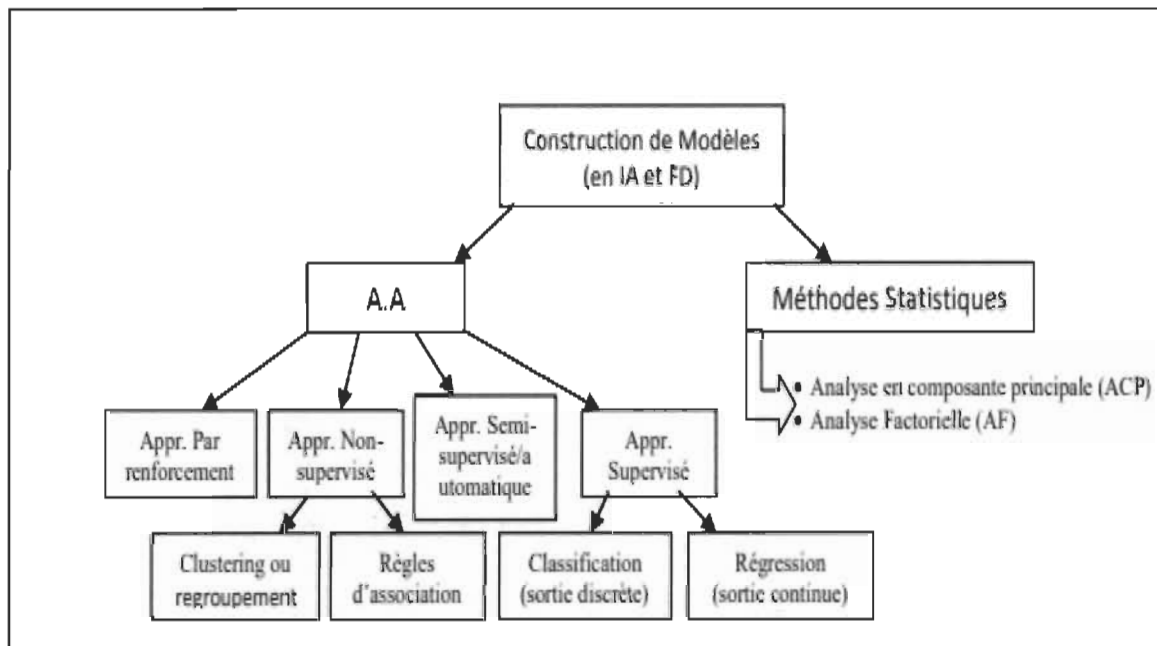 Construction de Modèles
(en IA et FD)
A.A
Méthodes Statistiques
• Analyse en composante principale (ACP)
• Analyse Factorielle (AF)
Appr. Par
renforcement
Appr. Non-
supervisé
Appr. Semi-
supervisé/a
utomatique
Appr.
Supervisé
Clustering ou
regroupement
Règles
d'association
Classification
(sortie discrète)
Régression
(sortie continue)